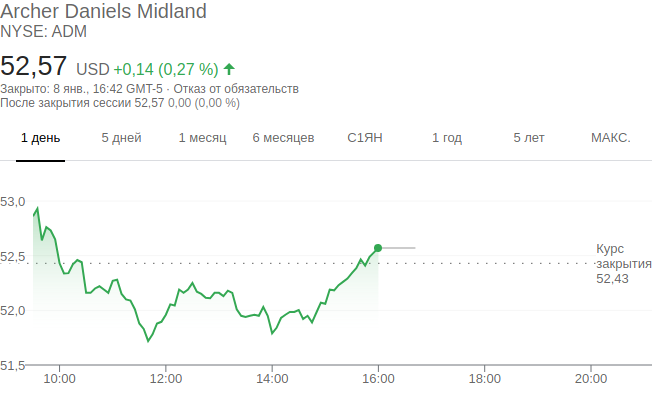 Archer Daniels Midland
NYSE: ADM
52,57 USD +0,14 (0,27 %)
Закрыто: 8 янв., 16:42 GMT-5 · Отказ от обязательств
После закрытия сессии 52,57 0,00 (0,00 %)
1 день 5 дней 1 месяц 6 месяцев С1ЯН 1 год 5 лет МАКС.
53,0
52,5
52,0
51,5
Курс
закрытия
52,43
10:00 12:00 14:00 16:00 18:00 20:00